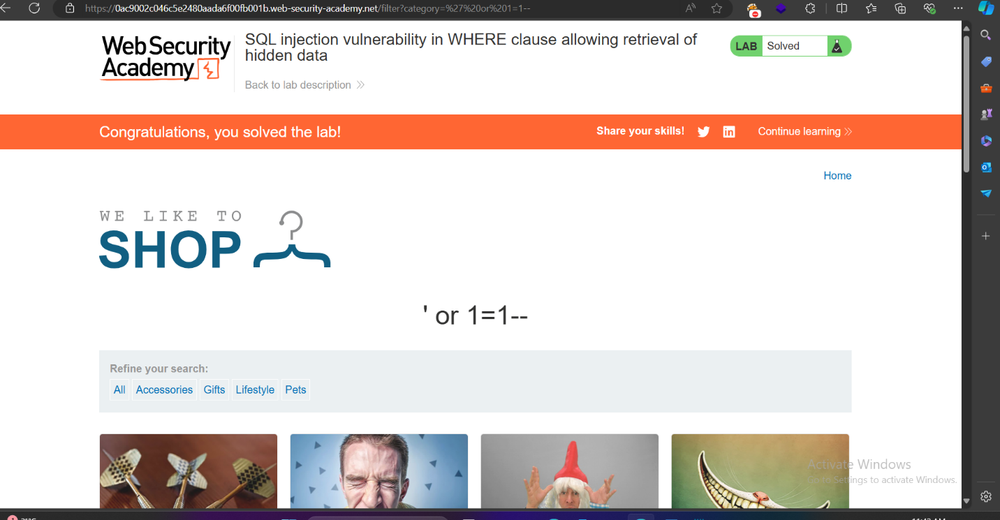 https://0ac9002c046c5e2480aada6f00fb001b.web-security-academy.net/filter?category=%27%20or%201=1--
WebSecurity
Academy
SQL injection vulnerability in WHERE clause allowing retrieval of
hidden data
LAB Solved
Back to lab description
Congratulations, you solved the lab!
Share your skills!
Continue learning
Home
WE LIKE TO
SHOP
' or 1=1--
Refine your search:
All Accessories Gifts Lifestyle Pets
Activate Windows
Go to Settings to activate Windows.